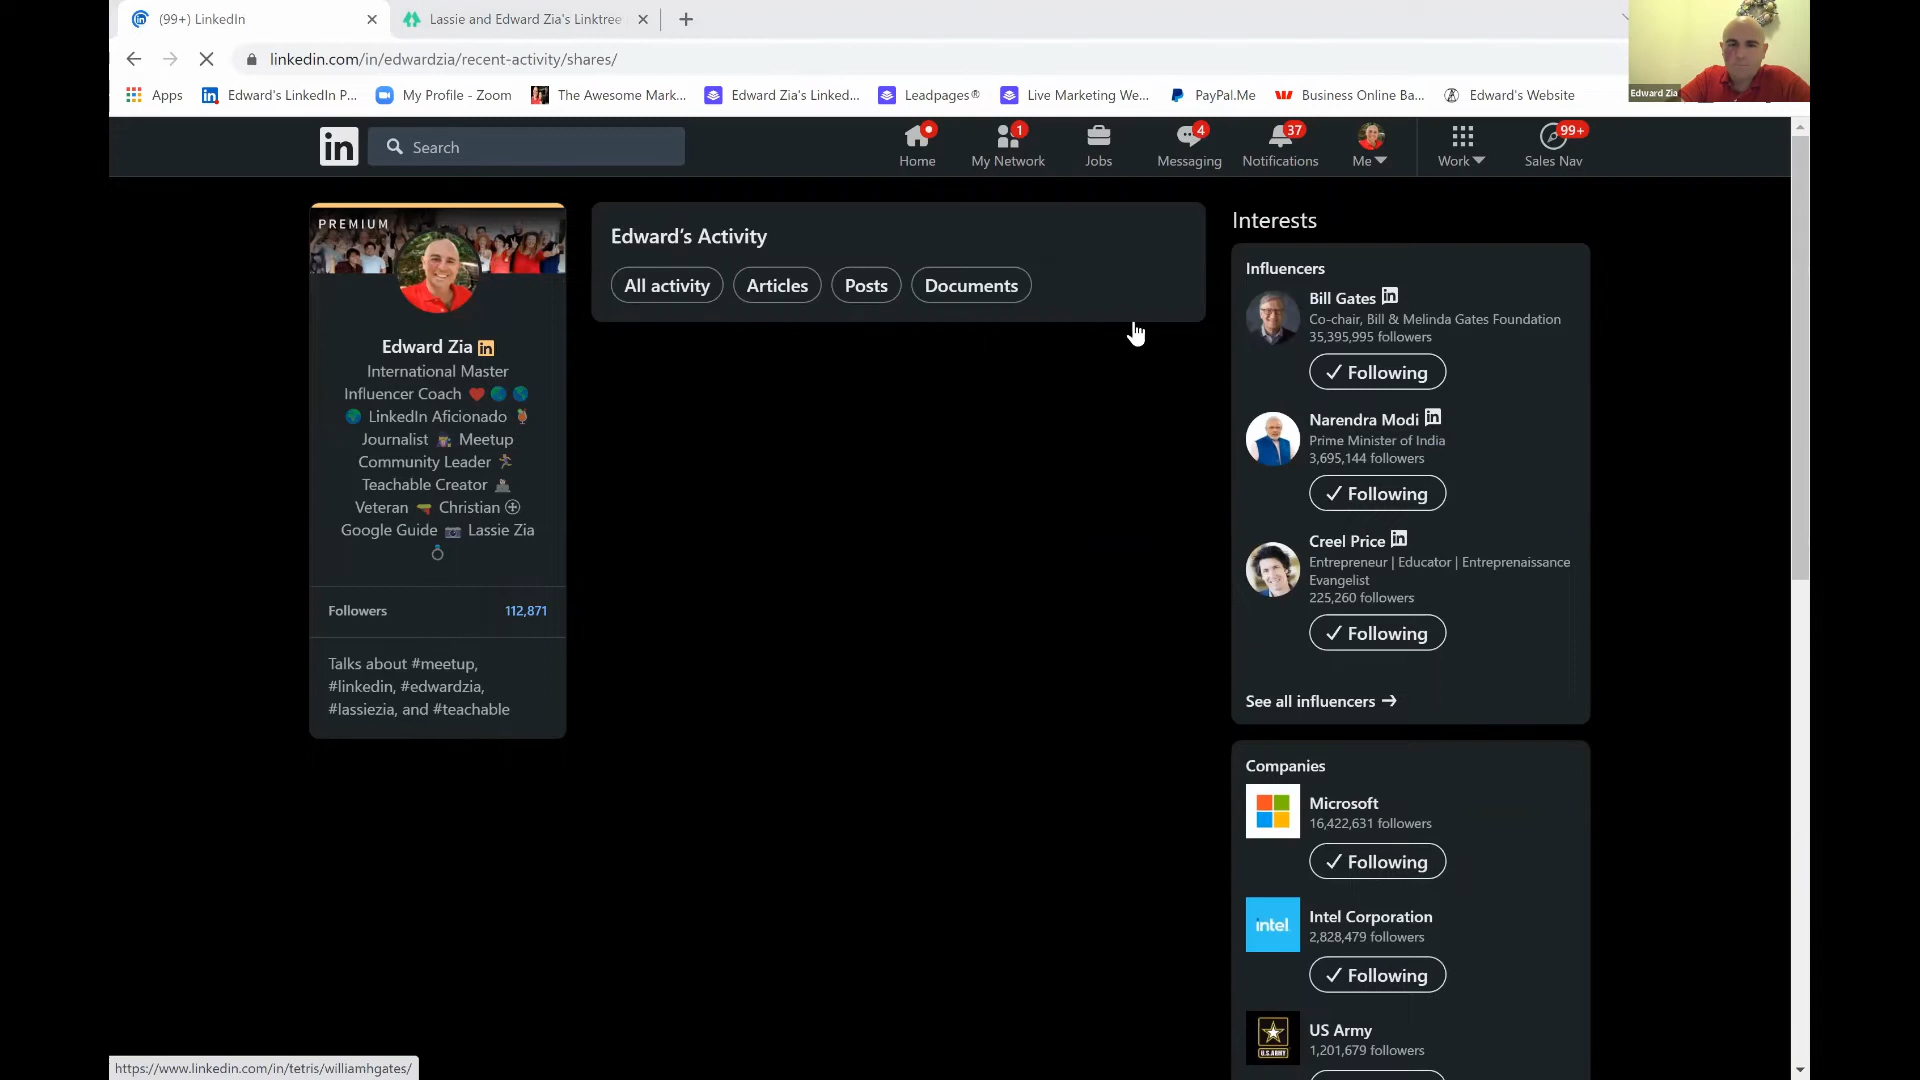 (99+) LinkedIn
Lassie and Edward Zia's Linktree
linkedin.com/in/edwardzia/recent-activity/shares/
Apps
Edward's LinkedIn P...
My Profile - Zoom
The Awesome Mark...
Edward Zia's Linked...
Leadpages®
Live Marketing We...
PayPal.Me
Business Online Ba...
Edward's Website
Edward Zia
in
Search
Home
1
My Network
Jobs
4
Messaging
37
Notifications
Me
Work
99+
Sales Nav
PREMIUM
Edward Zia in
International Master
Influencer Coach
LinkedIn Aficionado
Journalist Meetup
Community Leader
Teachable Creator
Veteran Christian
Google Guide Lassie Zia
Followers 112,871
Talks about #meetup,
#linkedin, #edwardzia,
#lassiezia, and #teachable
Edward's Activity
All activity
Articles
Posts
Documents
Interests
Influencers
Bill Gates in
Co-chair, Bill & Melinda Gates Foundation
35,395,995 followers
✓ Following
Narendra Modi in
Prime Minister of India
3,695,144 followers
✓ Following
Creel Price in
Entrepreneur | Educator | Entreprenaissance
Evangelist
225,260 followers
✓ Following
See all influencers →
Companies
Microsoft
16,422,631 followers
✓ Following
intel
Intel Corporation
2,828,479 followers
✓ Following
U.S.ARMY
US Army
1,201,679 followers
https://www.linkedin.com/in/tetris/williamhgates/